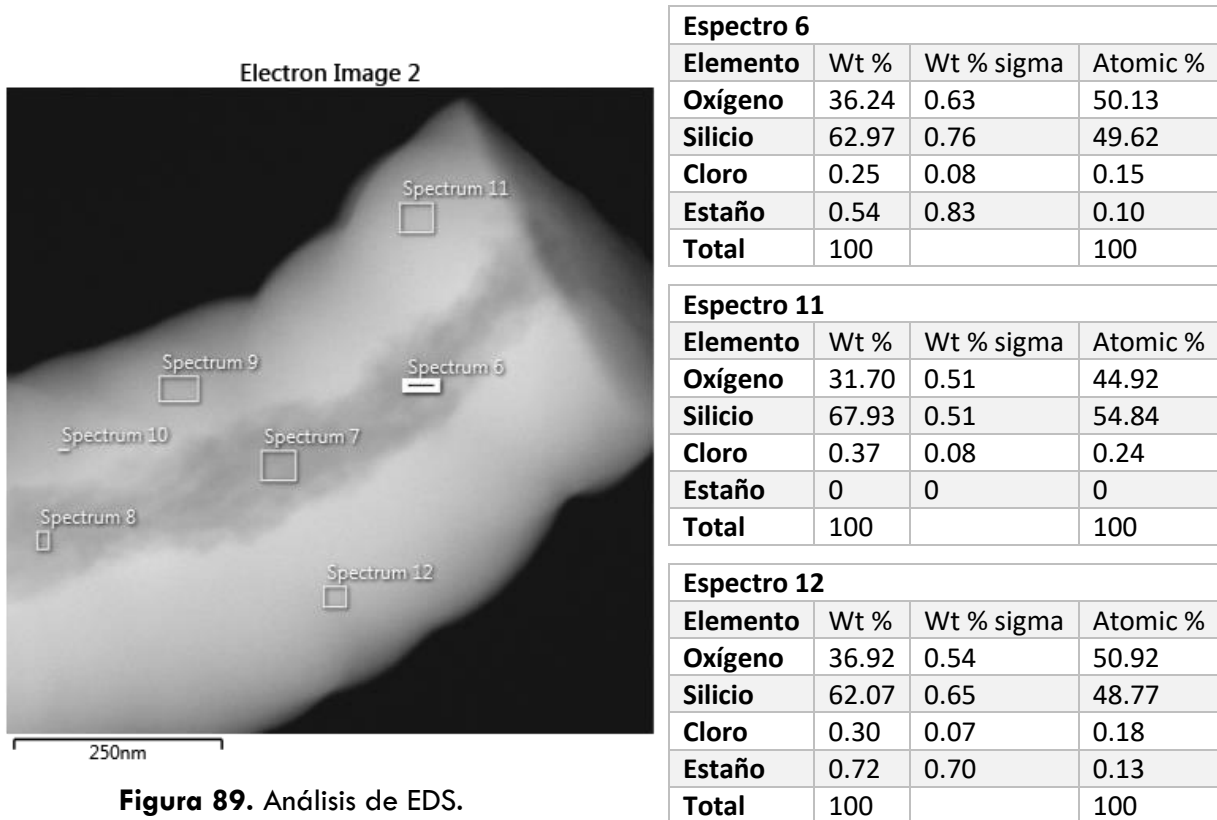 Electron Image 2
Spectrum 11
Spectrum 9
Spectrum 6
Spectrum 10
Spectrum 7
Spectrum 8
Spectrum 12
250nm
Figura 89. Análisis de EDS.
Espectro 6
Elemento Wt % Wt % sigma Atomic %
Oxígeno 36.24 0.63 50.13
Silicio 62.97 0.76 49.62
Cloro 0.25 0.08 0.15
Estaño 0.54 0.83 0.10
Total 100 100
Espectro 11
Elemento Wt % Wt % sigma Atomic %
Oxígeno 31.70 0.51 44.92
Silicio 67.93 0.51 54.84
Cloro 0.37 0.08 0.24
Estaño 0 0 0
Total 100 100
Espectro 12
Elemento Wt % Wt % sigma Atomic %
Oxígeno 36.92 0.54 50.92
Silicio 62.07 0.65 48.77
Cloro 0.30 0.07 0.18
Estaño 0.72 0.70 0.13
Total 100 100